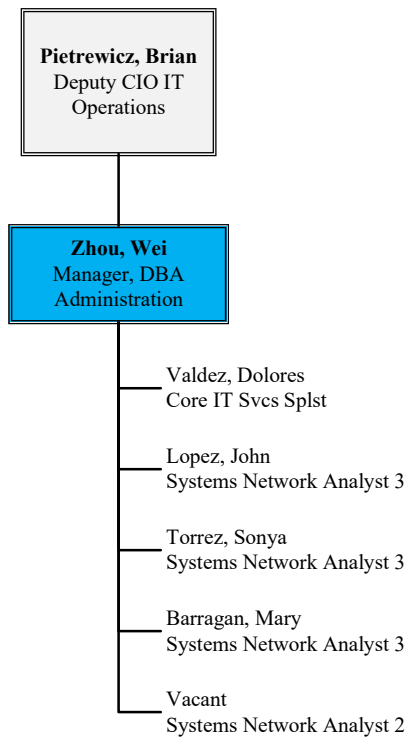 Pietrewicz, Brian
Deputy CIO IT
Operations
Zhou, Wei
Manager, DBA
Administration
Valdez, Dolores
Core IT Svcs Splst
Lopez, John
Systems Network Analyst 3
Torrez, Sonya
Systems Network Analyst 3
Barragan, Mary
Systems Network Analyst 3
Vacant
Systems Network Analyst 2